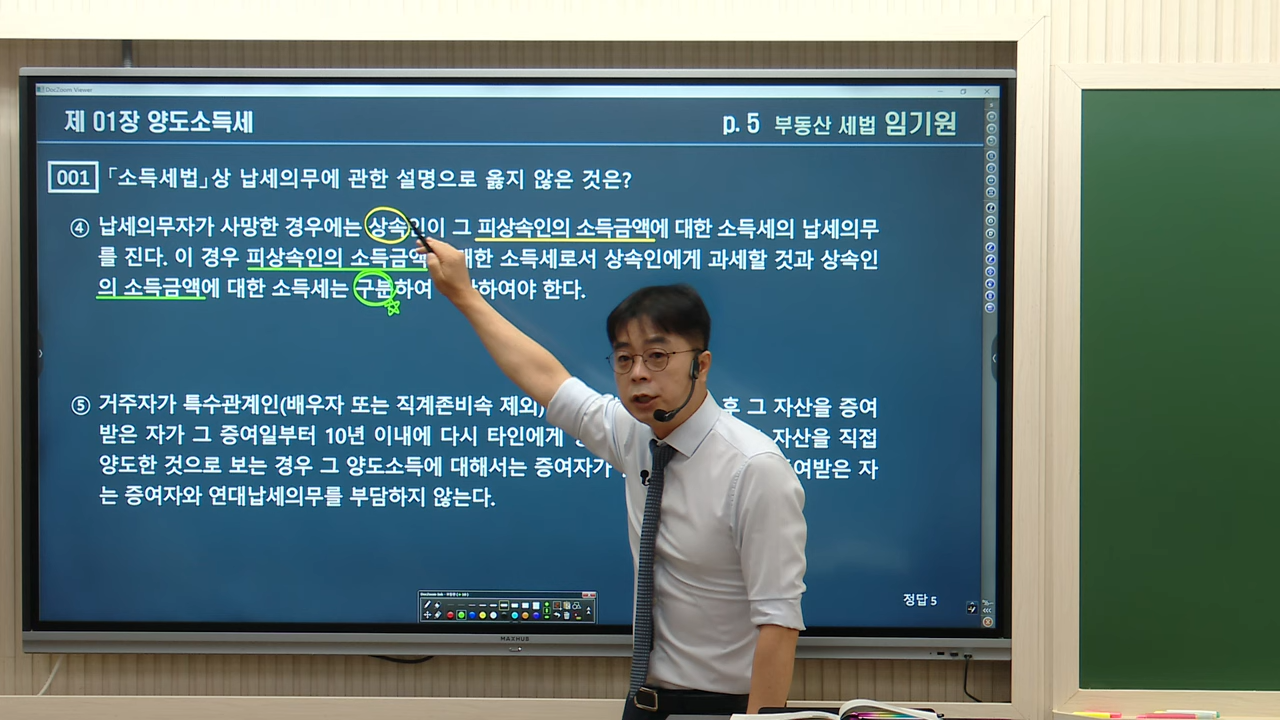 DocZoom Viewer
제 01장 양도소득세
p. 5 부동산 세법 임기원
001 「소득세법」상 납세의무에 관한 설명으로 옳지 않은 것은?
④ 납세의무자가 사망한 경우에는 상속인이 그 피상속인의 소득금액에 대한 소득세의 납세의무
를 진다. 이 경우 피상속인의 소득금액 대한 소득세로서 상속인에게 과세할 것과 상속인
의 소득금액에 대한 소득세는 구분하여 하여야 한다.
⑤ 거주자가 특수관계인(배우자 또는 직계존비속 제외) 후 그 자산을 증여
받은 자가 그 증여일부터 10년 이내에 다시 타인에게 자산을 직접
양도한 것으로 보는 경우 그 양도소득에 대해서는 증여자가 여받은 자
는 증여자와 연대납세의무를 부담하지 않는다.
정답 5
MAXHUB